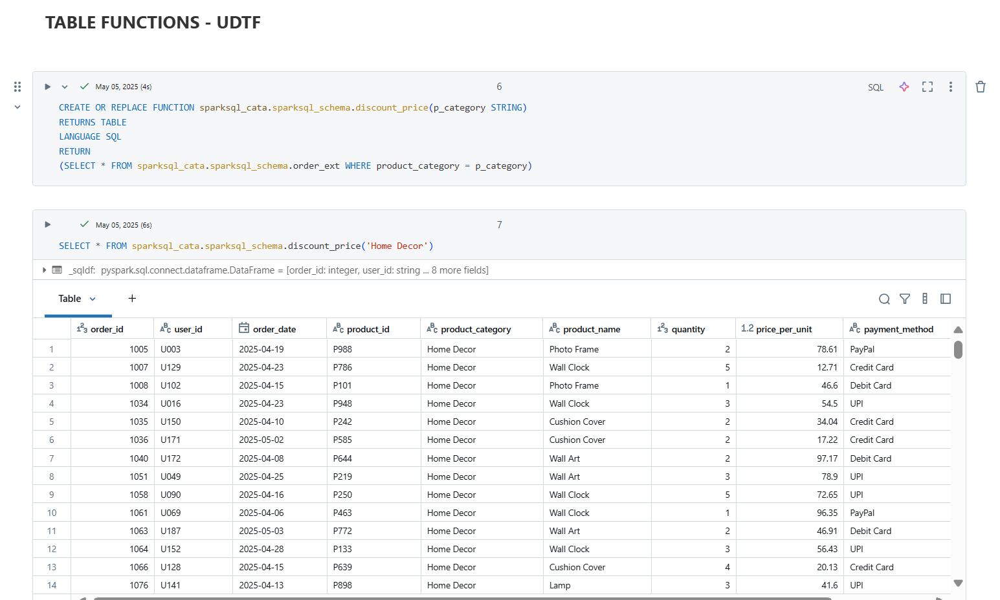 TABLE FUNCTIONS - UDTF
May 05, 2025 (4s) 6 SQL
CREATE OR REPLACE FUNCTION sparksql_cata.sparksql_schema.discount_price(p_category STRING)
RETURNS TABLE
LANGUAGE SQL
RETURN
(SELECT * FROM sparksql_cata.sparksql_schema.order_ext WHERE product_category = p_category)
May 05, 2025 (6s) 7
SELECT * FROM sparksql_cata.sparksql_schema.discount_price('Home Decor')
_sqldf: pyspark.sql.connect.dataframe.DataFrame = [order_id: integer, user_id: string ... 8 more fields]
Table +
order_id user_id order_date product_id product_category product_name quantity 1.2 price_per_unit payment_method
1 1005 U003 2025-04-19 P988 Home Decor Photo Frame 2 78.61 PayPal
2 1007 U129 2025-04-23 P786 Home Decor Wall Clock 5 12.71 Credit Card
3 1008 U102 2025-04-15 P101 Home Decor Photo Frame 1 46.6 Debit Card
4 1034 U016 2025-04-23 P948 Home Decor Wall Clock 3 54.5 UPI
5 1035 U150 2025-04-10 P242 Home Decor Cushion Cover 2 34.04 Credit Card
6 1036 U171 2025-05-02 P585 Home Decor Cushion Cover 2 17.22 Credit Card
7 1040 U172 2025-04-08 P644 Home Decor Wall Art 2 97.17 Debit Card
8 1051 U049 2025-04-25 P219 Home Decor Wall Art 3 78.9 UPI
9 1058 U090 2025-04-16 P250 Home Decor Wall Clock 5 72.65 UPI
10 1061 U069 2025-04-06 P463 Home Decor Wall Clock 1 96.35 PayPal
11 1063 U187 2025-05-03 P772 Home Decor Wall Art 2 46.91 Debit Card
12 1064 U152 2025-04-28 P133 Home Decor Wall Clock 3 56.43 UPI
13 1066 U128 2025-04-15 P639 Home Decor Cushion Cover 4 20.13 Credit Card
14 1076 U141 2025-04-13 P898 Home Decor Lamp 3 41.6 UPI